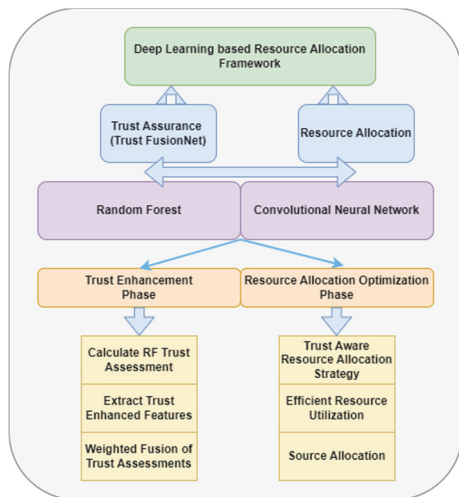 Deep Learning based Resource Allocation
Framework
Trust Assurance
(Trust FusionNet)
Resource Allocation
Random Forest
Convolutional Neural Network
Trust Enhancement
Phase
Resource Allocation Optimization
Phase
Calculate RF Trust
Assessment
Extract Trust
Enhanced Features
Weighted Fusion of
Trust Assessments
Trust Aware
Resource Allocation
Strategy
Efficient Resource
Utilization
Source Allocation